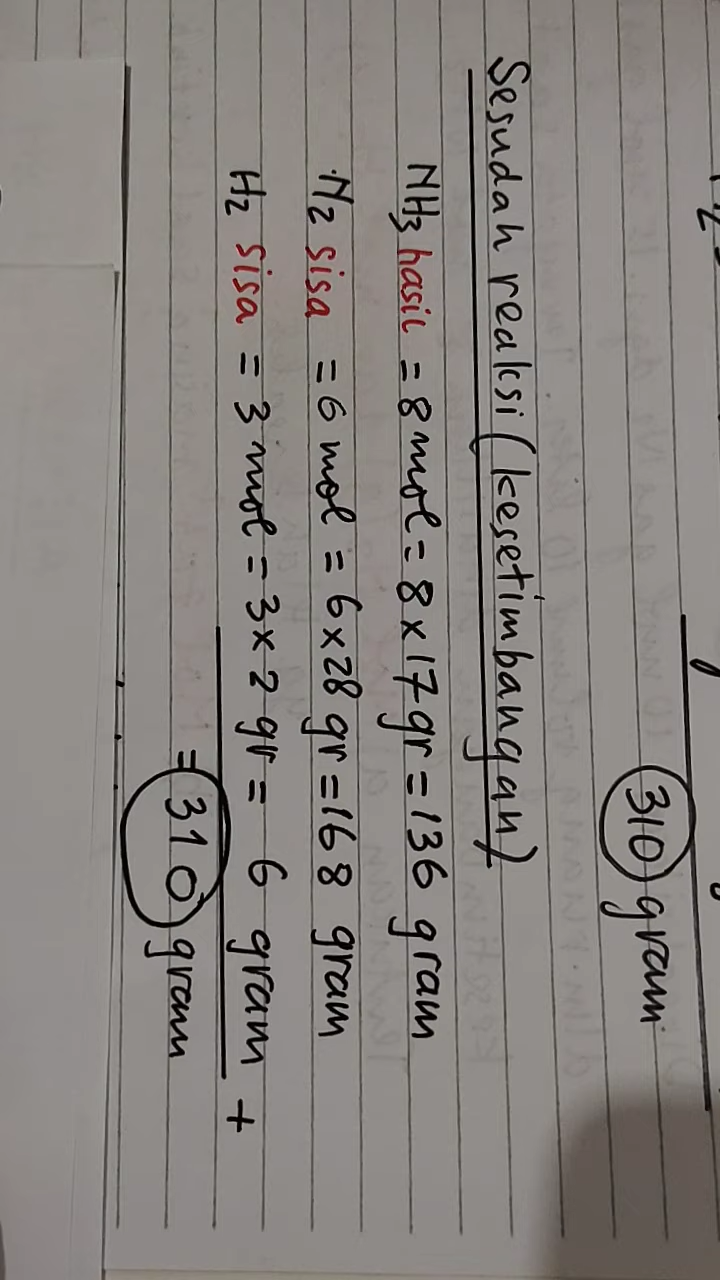 310 gram
Sesudah reaksi (kesetimbangan)
NH3 hasil = 8 mol = 8 x 17 gr = 136 gram
N2 sisa = 6 mol = 6 x 28 gr = 168 gram
H2 sisa = 3 mol = 3 x 2 gr = 6 gram +
= 310 gram